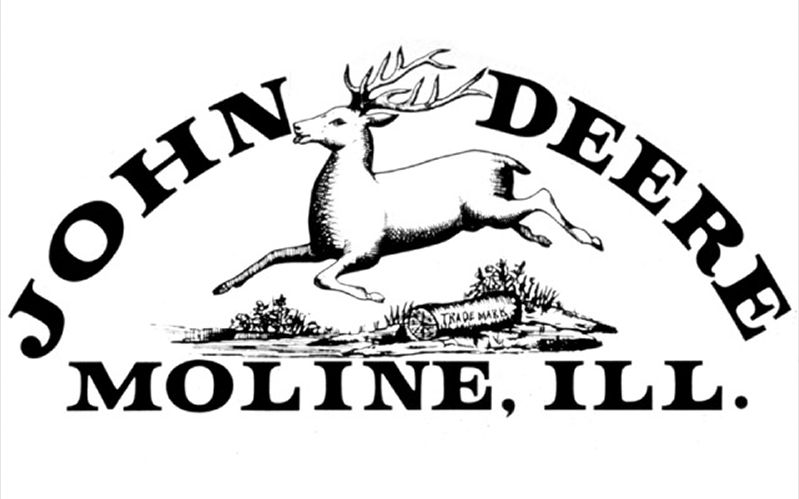 JOHN DEERE
TRADE MARK
MOLINE, ILL.